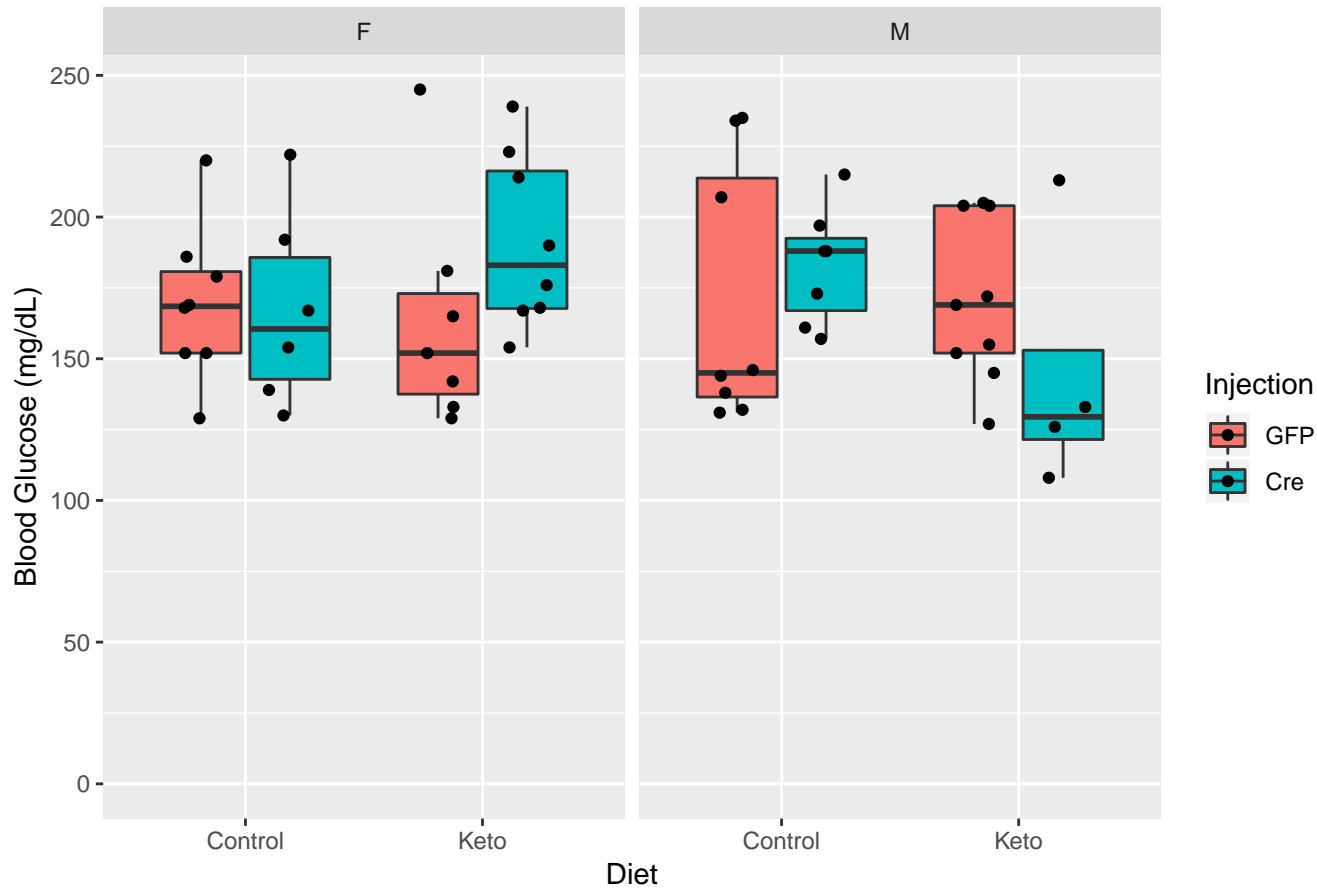 F
M
250
200
150
100
50
0
Blood Glucose (mg/dL)
Control
Keto
Control
Keto
Diet
Injection
GFP
Cre